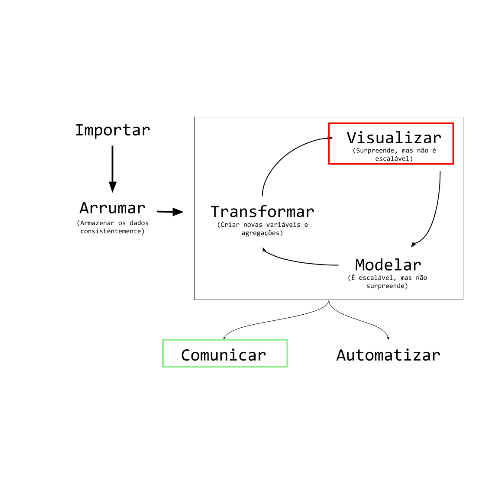 Importar
Visualizar
(Surpreende, mas não é
escalável)
Arrumar
(Armazenar os dados
consistentemente)
Transformar
(Criar novas variáveis e
agregações)
Modelar
(É escalável, mas não
surpreende)
Comunicar
Automatizar